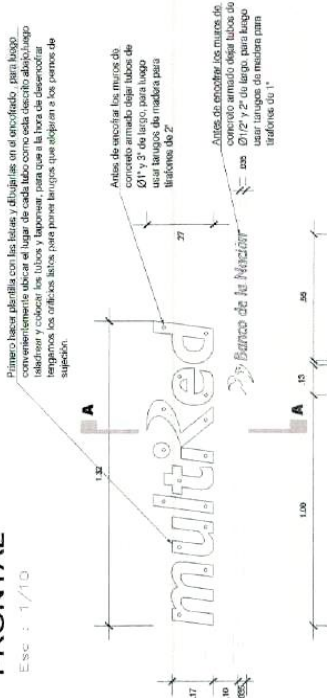 FRONTAL
Esc : 1/10
Primero hacer plantilla con las letras y dibujarlas en el encofrado, para luego
convenientemente ubicar el lugar de cada tubo como esta descrito abajo,luego
taladrear y colocar los tubos y taponear, para que a la hora de desencofrar
tengamos los orificios listos para poner tarugos que alojaran a los pernos de
sujeción.
Antes de encofrar los muros de
concreto armado dejar tubos de
Ø1" y 3" de largo, para luego
usar tarugos de madera para
tirafones de 2"
Antes de encofrar los muros de
concreto armado dejar tubos de
Ø1/2" y 2" de largo, para luego
usar tarugos de madera para
tirafones de 1"
1.32
A
.27
.035
multiRed
Banco de la Nación
.17
.10
.035
A
1.00
.13
.55